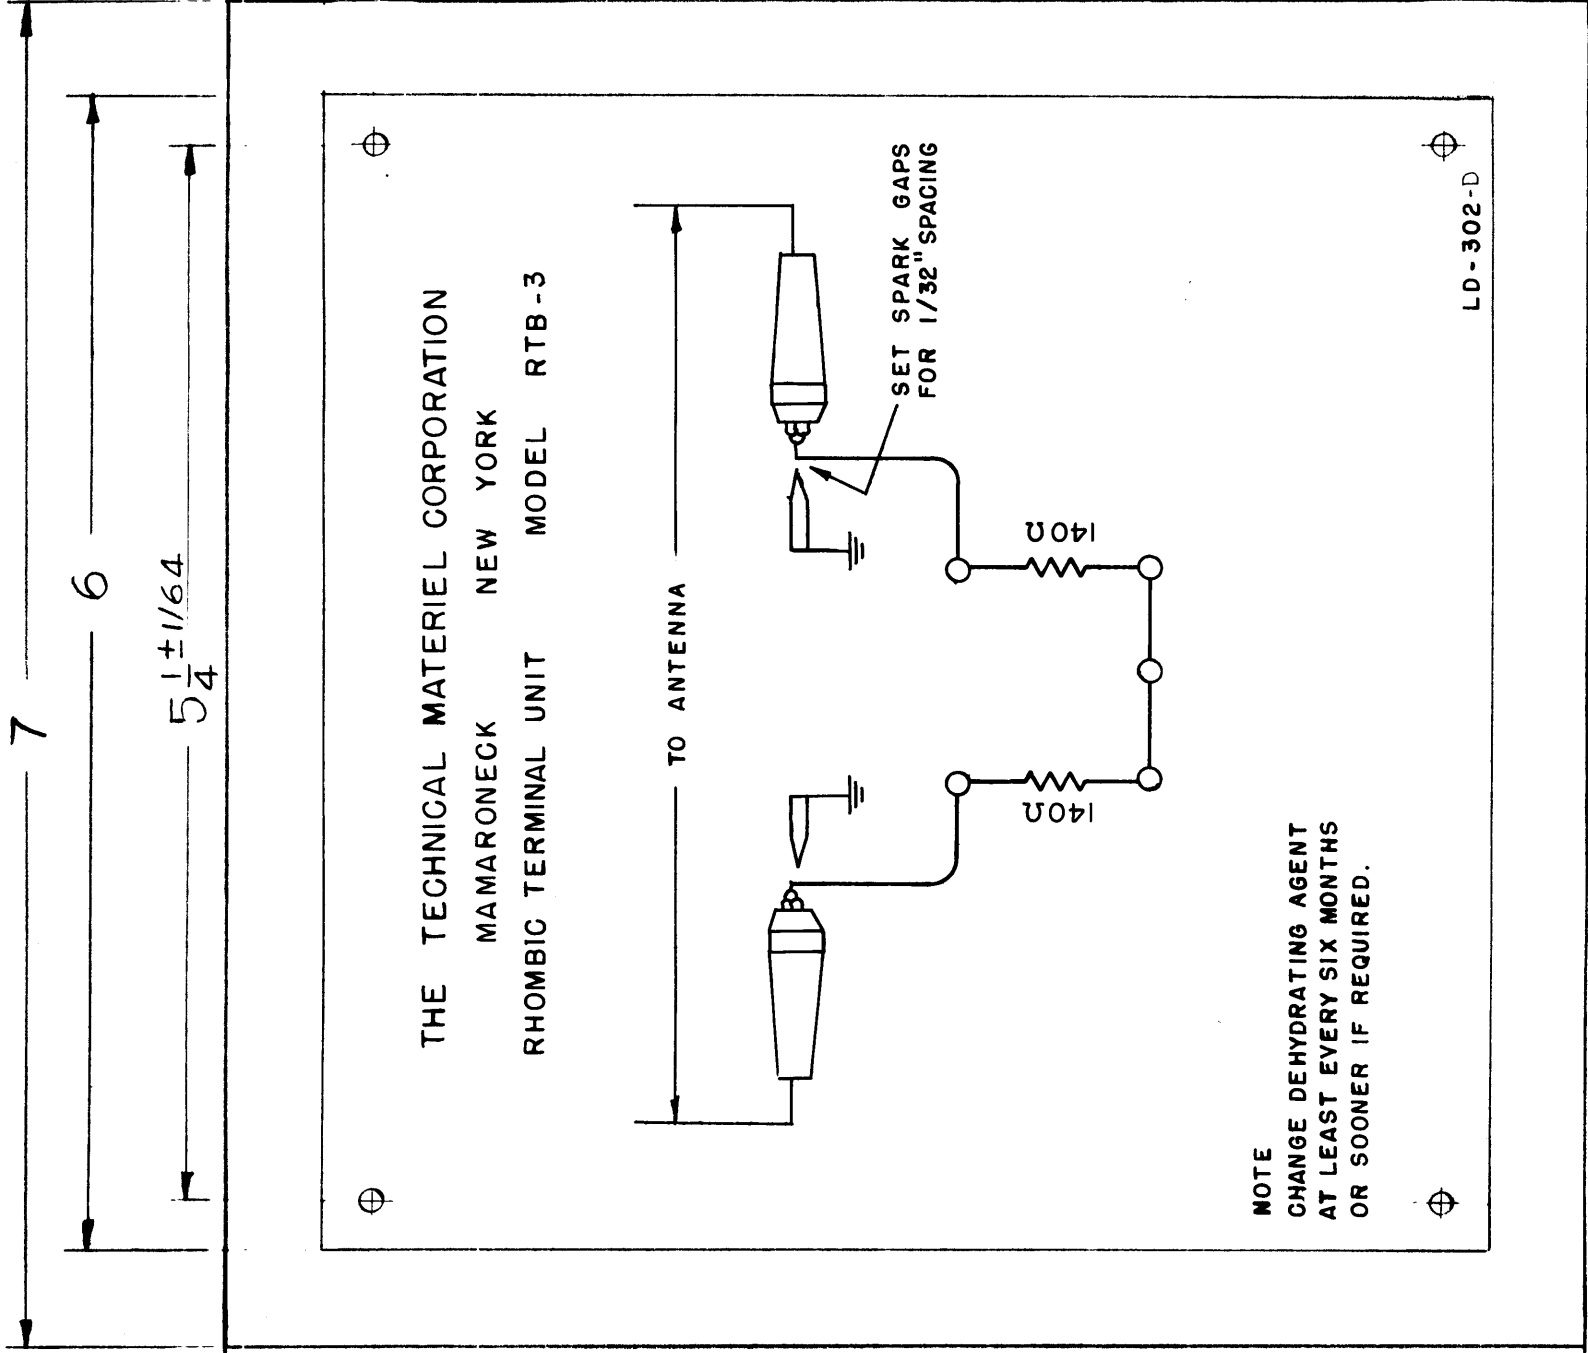 7
6
5 1/4 ± 1/64
THE TECHNICAL MATERIEL CORPORATION
MAMARONECK NEW YORK
RHOMBIC TERMINAL UNIT MODEL RTB-3
TO ANTENNA
SET SPARK GAPS
FOR 1/32" SPACING
140Ω
140Ω
NOTE
CHANGE DEHYDRATING AGENT
AT LEAST EVERY SIX MONTHS
OR SOONER IF REQUIRED.
LD-302-D